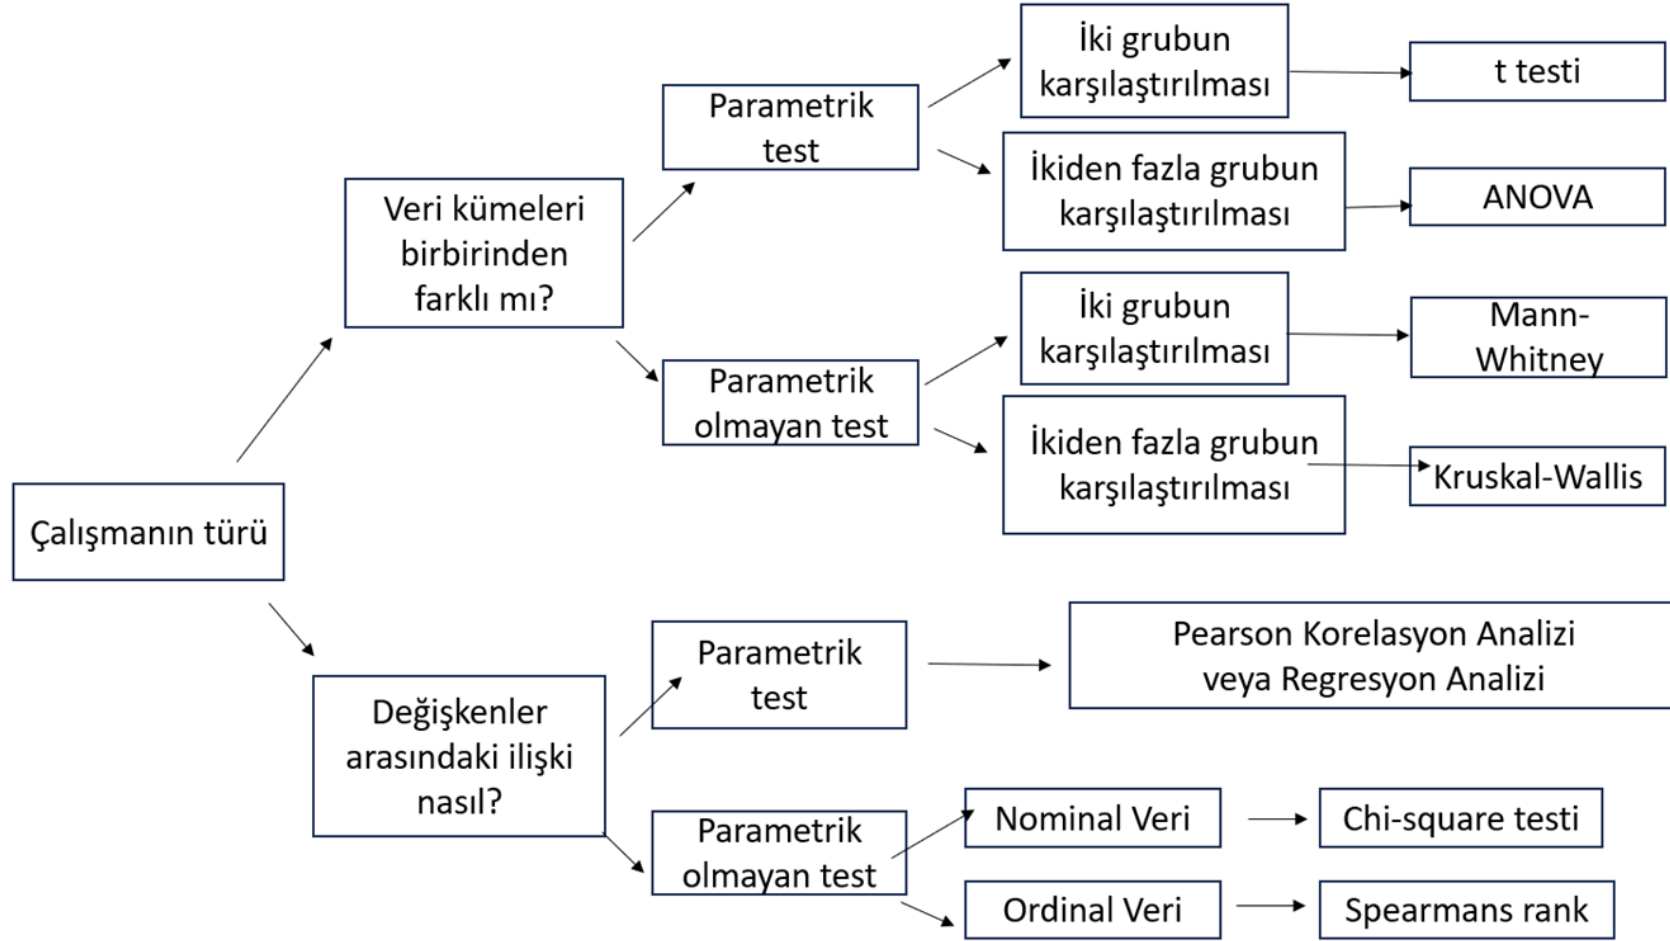 İki grubun
karşılaştırılması
t testi
Parametrik
test
İkiden fazla grubun
karşılaştırılması
ANOVA
Veri kümeleri
birbirinden
farklı mı?
İki grubun
karşılaştırılması
Mann-
Whitney
Parametrik
olmayan test
İkiden fazla grubun
karşılaştırılması
Kruskal-Wallis
Çalışmanın türü
Değişkenler
arasındaki ilişki
nasıl?
Parametrik
test
Pearson Korelasyon Analizi
veya Regresyon Analizi
Parametrik
olmayan test
Nominal Veri
Chi-square testi
Ordinal Veri
Spearmans rank